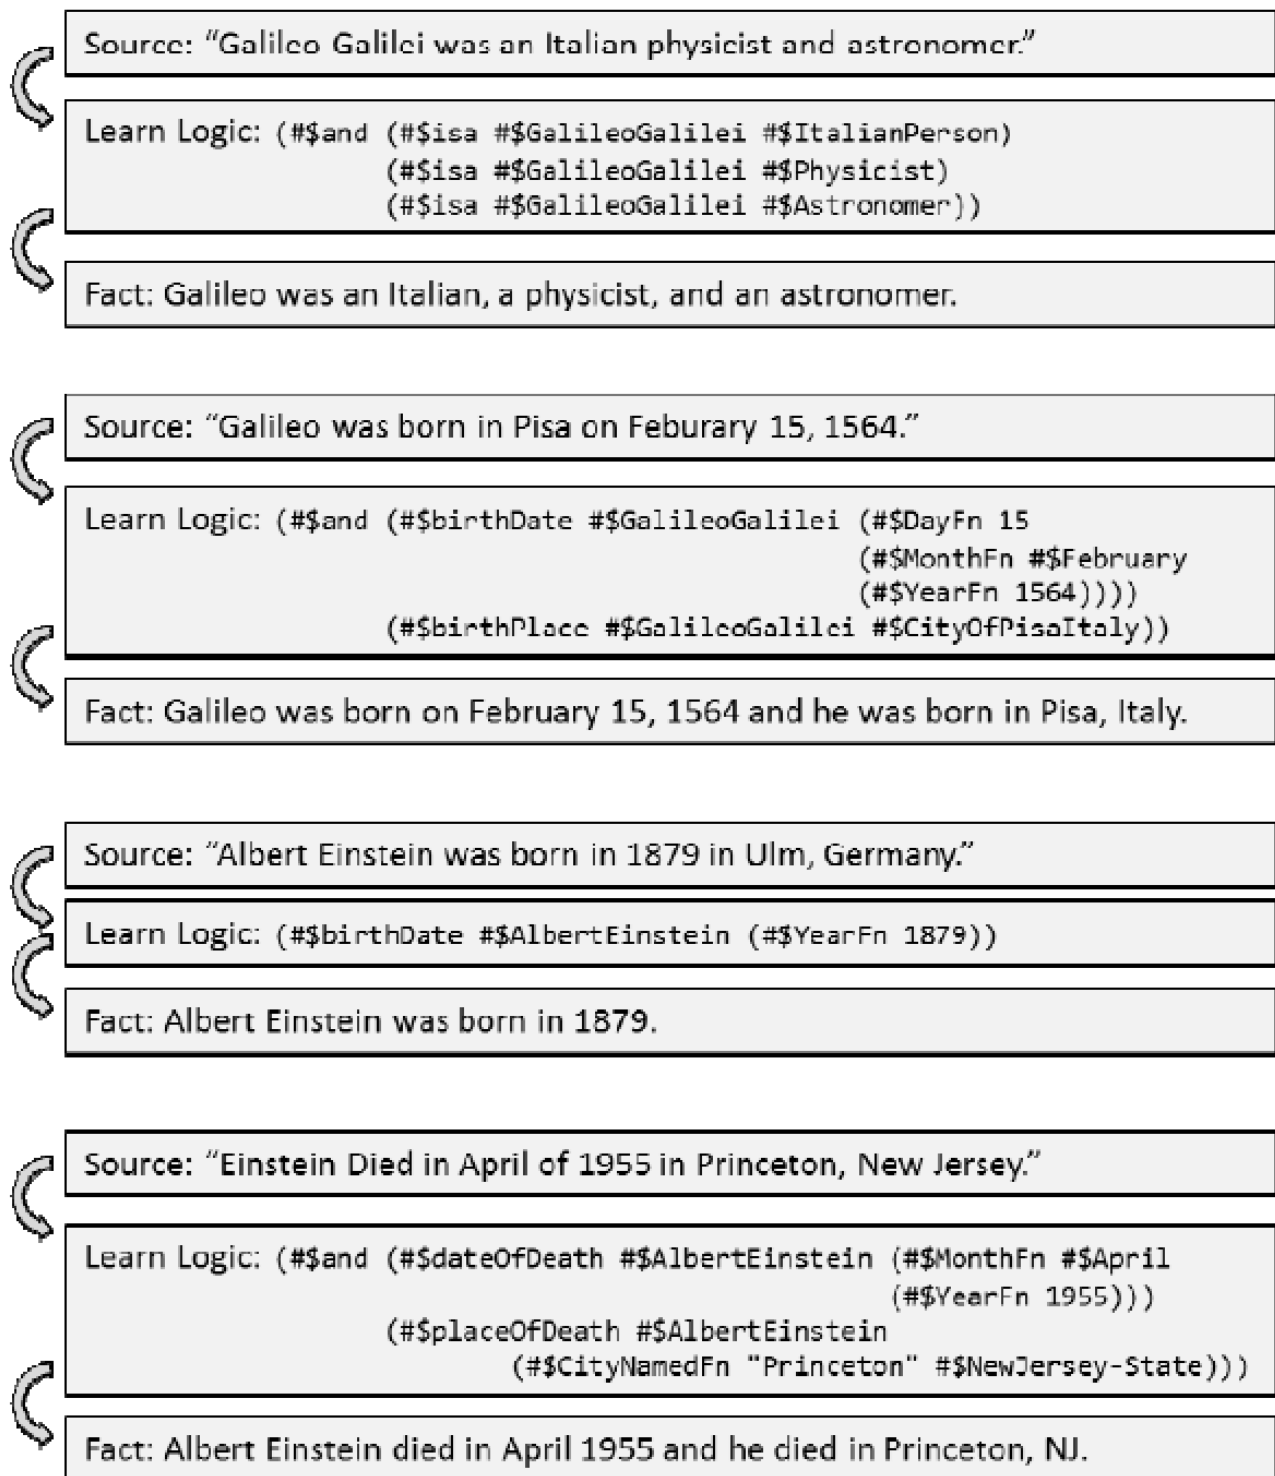 Source: “Galileo Galilei was an Italian physicist and astronomer.”
Learn Logic: (#$and (#$isa #$GalileoGalilei #$ItalianPerson)
(#$isa #$GalileoGalilei #$Physicist)
(#$isa #$GalileoGalilei #$Astronomer))
Fact: Galileo was an Italian, a physicist, and an astronomer.
Source: “Galileo was born in Pisa on Feburary 15, 1564.”
Learn Logic: (#$and (#$birthDate #$GalileoGalilei (#$DayFn 15
(#$MonthFn #$February
(#$YearFn 1564))))
(#$birthPlace #$GalileoGalilei #$CityOfPisaItaly))
Fact: Galileo was born on February 15, 1564 and he was born in Pisa, Italy.
Source: “Albert Einstein was born in 1879 in Ulm, Germany.”
Learn Logic: (#$birthDate #$AlbertEinstein (#$YearFn 1879))
Fact: Albert Einstein was born in 1879.
Source: “Einstein Died in April of 1955 in Princeton, New Jersey.”
Learn Logic: (#$and (#$dateOfDeath #$AlbertEinstein (#$MonthFn #$April
(#$YearFn 1955)))
(#$placeOfDeath #$AlbertEinstein
(#$CityNamedFn "Princeton" #$NewJersey-State)))
Fact: Albert Einstein died in April 1955 and he died in Princeton, NJ.